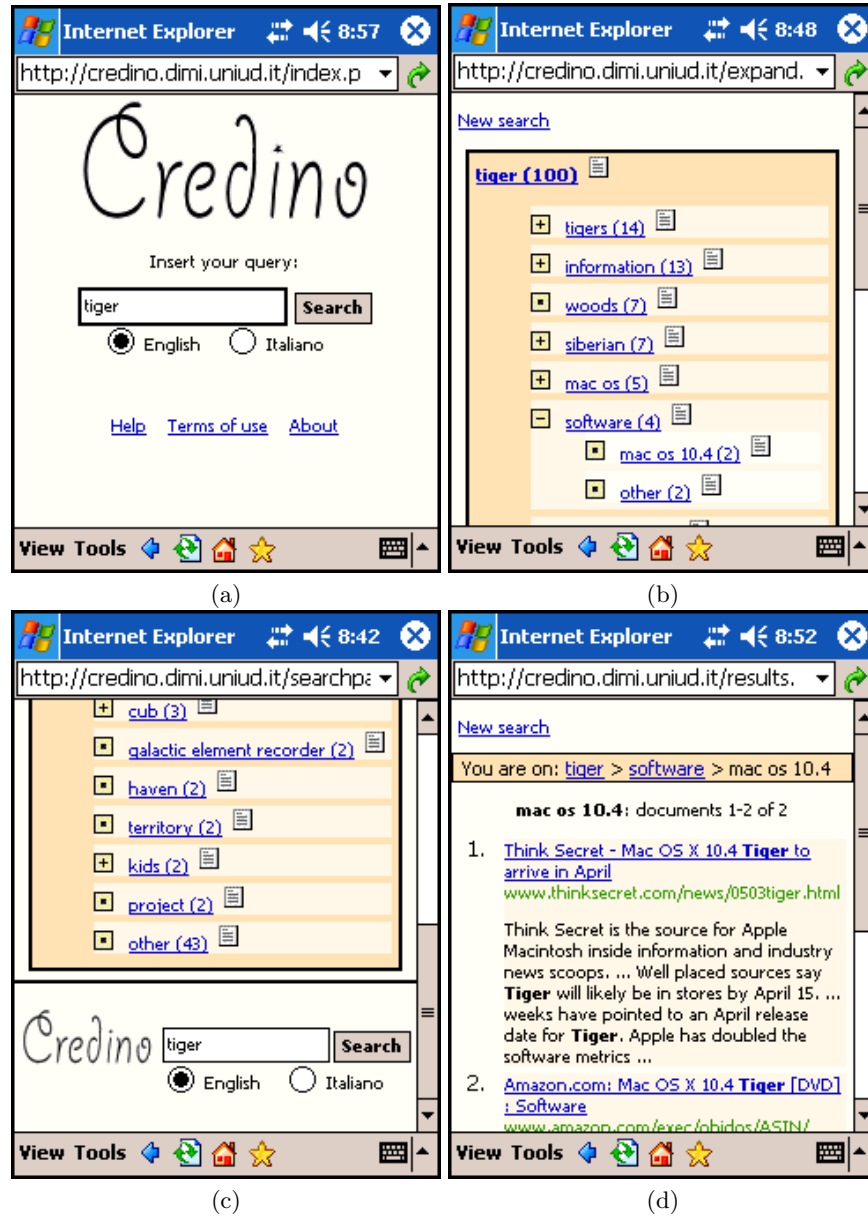 Internet Explorer 8:57
http://credino.dimi.uniud.it/index.p
Credino
Insert your query:
tiger Search
English Italiano
Help Terms of use About
View Tools
(a)
Internet Explorer 8:48
http://credino.dimi.uniud.it/expand.
New search
tiger (100)
tigers (14)
information (13)
woods (7)
siberian (7)
mac os (5)
software (4)
mac os 10.4 (2)
other (2)
View Tools
(b)
Internet Explorer 8:42
http://credino.dimi.uniud.it/searchpa
cub (3)
galactic element recorder (2)
haven (2)
territory (2)
kids (2)
project (2)
other (43)
Credino tiger Search
English Italiano
View Tools
(c)
Internet Explorer 8:52
http://credino.dimi.uniud.it/results.
New search
You are on: tiger > software > mac os 10.4
mac os 10.4: documents 1-2 of 2
1. Think Secret - Mac OS X 10.4 Tiger to
arrive in April
www.thinksecret.com/news/0503tiger.html
Think Secret is the source for Apple
Macintosh inside information and industry
news scoops. ... Well placed sources say
Tiger will likely be in stores by April 15. ...
weeks have pointed to an April release
date for Tiger. Apple has doubled the
software metrics ...
2. Amazon.com: Mac OS X 10.4 Tiger [DVD]
: Software
www.amazon.com/exec/obidos/ASIN/
View Tools
(d)